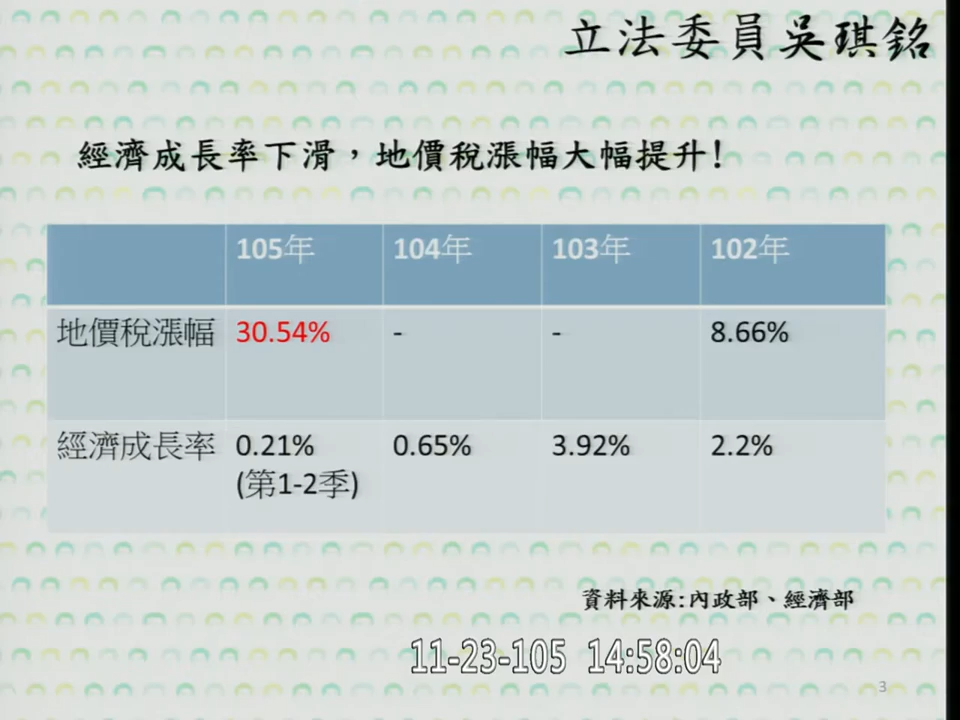 立法委員吳琪銘
經濟成長率下滑，地價稅漲幅大幅提升!
105年 104年 103年 102年
地價稅漲幅 30.54% - - 8.66%
經濟成長率 0.21% 0.65% 3.92% 2.2%
(第1-2季)
資料來源:內政部、經濟部
11-23-105 14:58:04
3